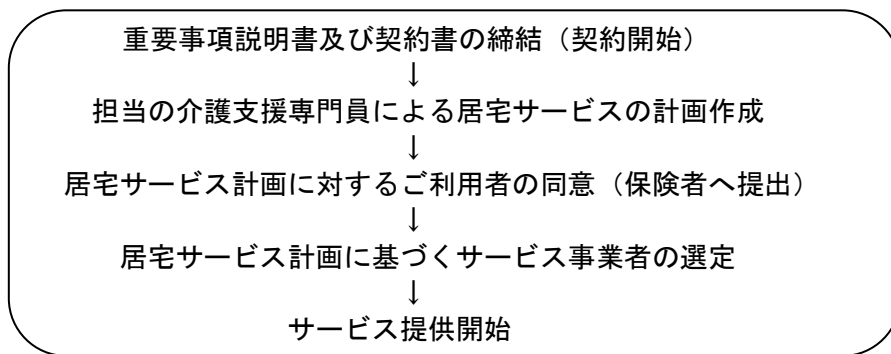 重要事項説明書及び契約書の締結（契約開始）
↓
担当の介護支援専門員による居宅サービスの計画作成
↓
居宅サービス計画に対するご利用者の同意（保険者へ提出）
↓
居宅サービス計画に基づくサービス事業者の選定
↓
サービス提供開始